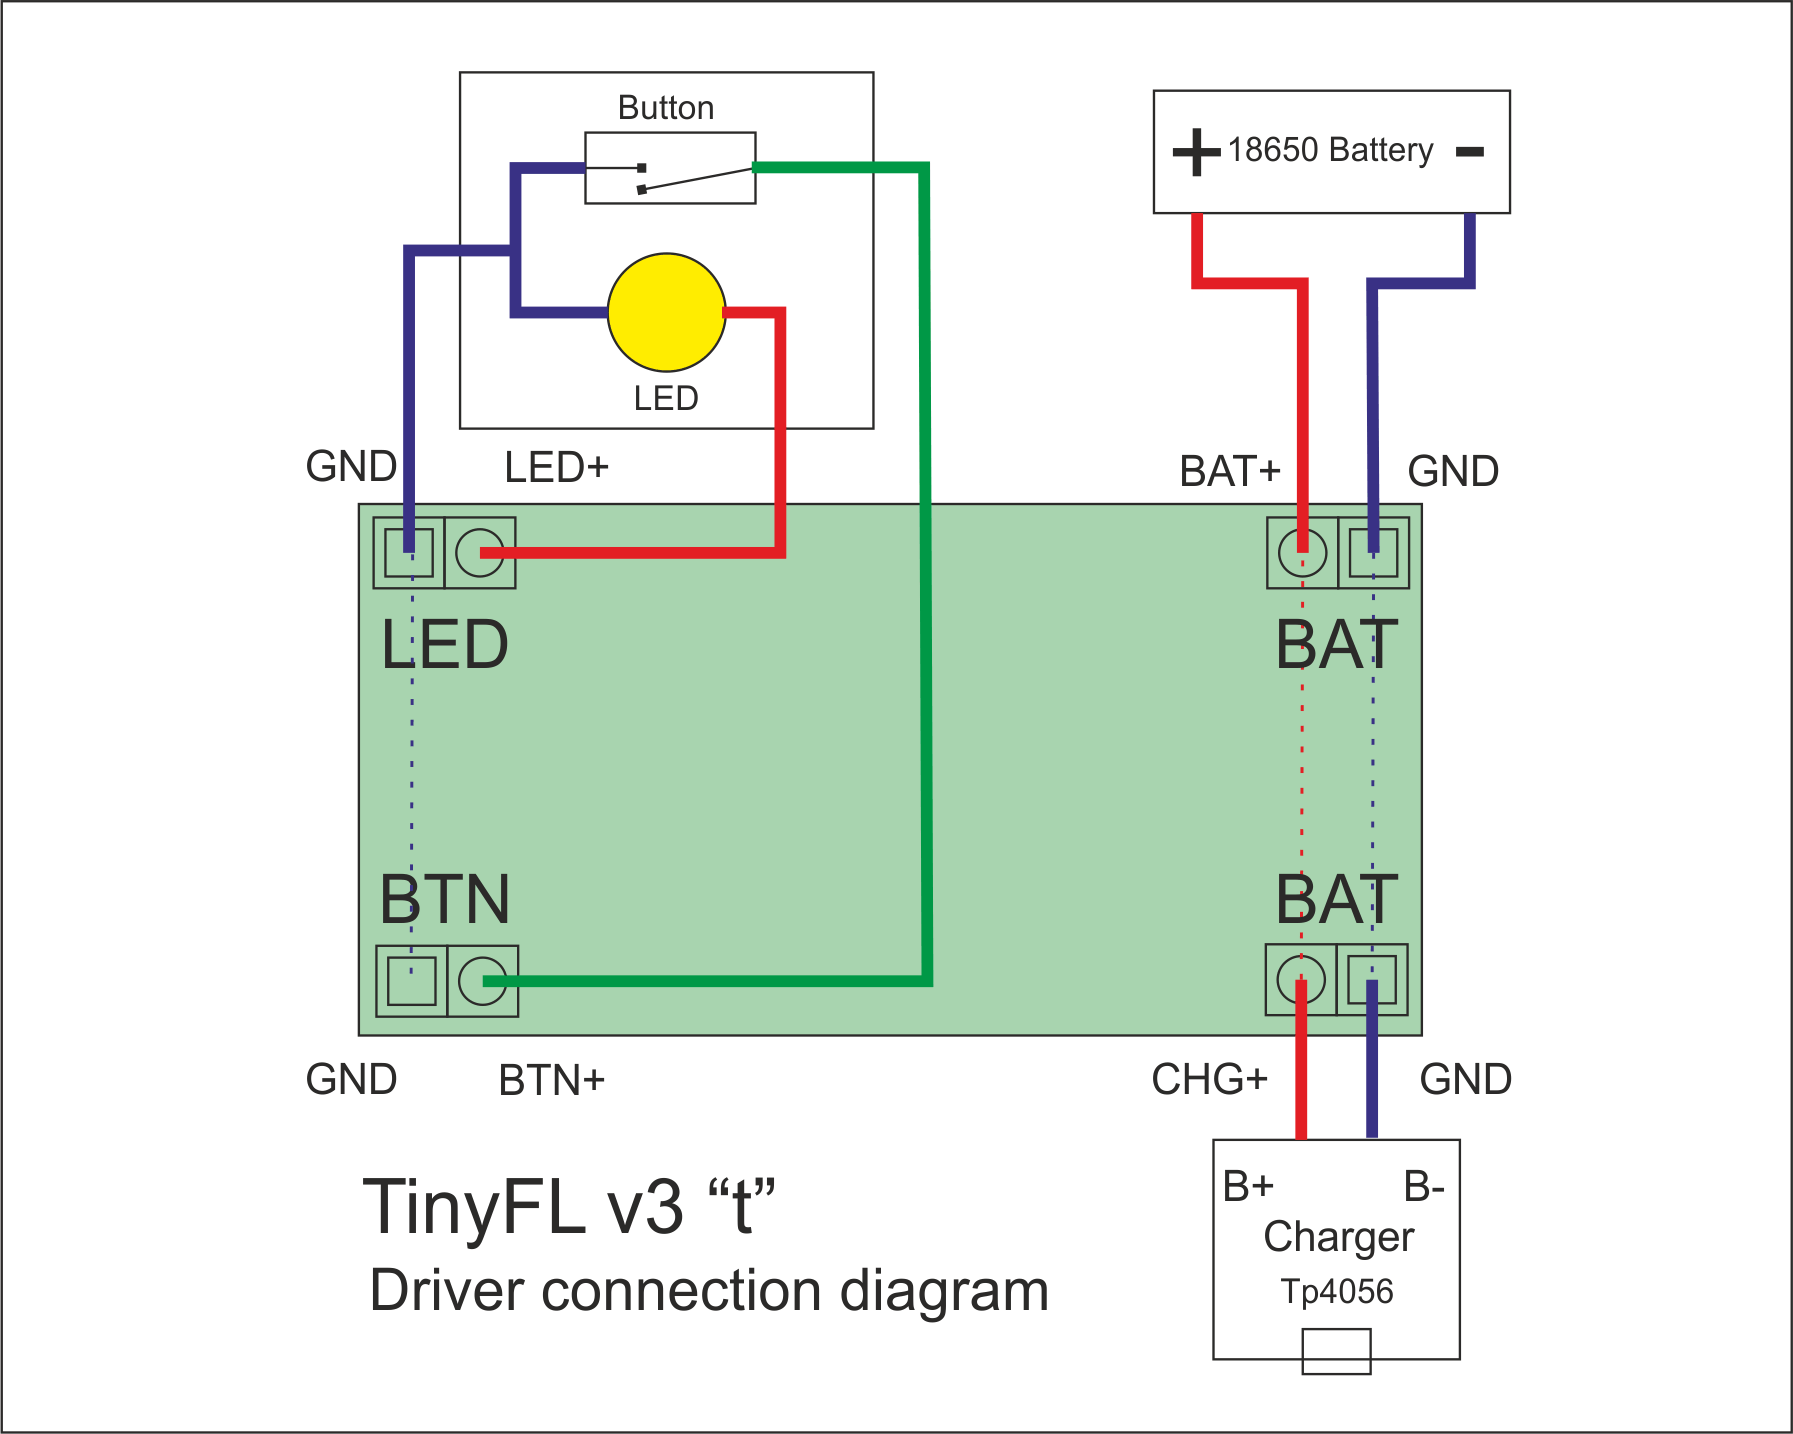 Button
+ 18650 Battery -
LED
GND
LED+
BAT+
GND
LED
BAT
BTN
BAT
GND
BTN+
CHG+
GND
TinyFL v3 “t”
Driver connection diagram
B+
B-
Charger
Tp4056